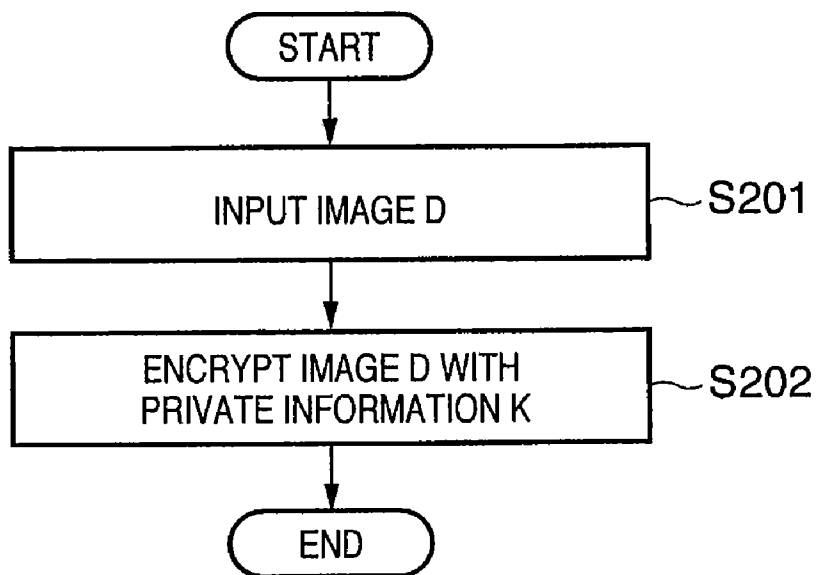 START
INPUT IMAGE D
S201
ENCRYPT IMAGE D WITH
PRIVATE INFORMATION K
S202
END